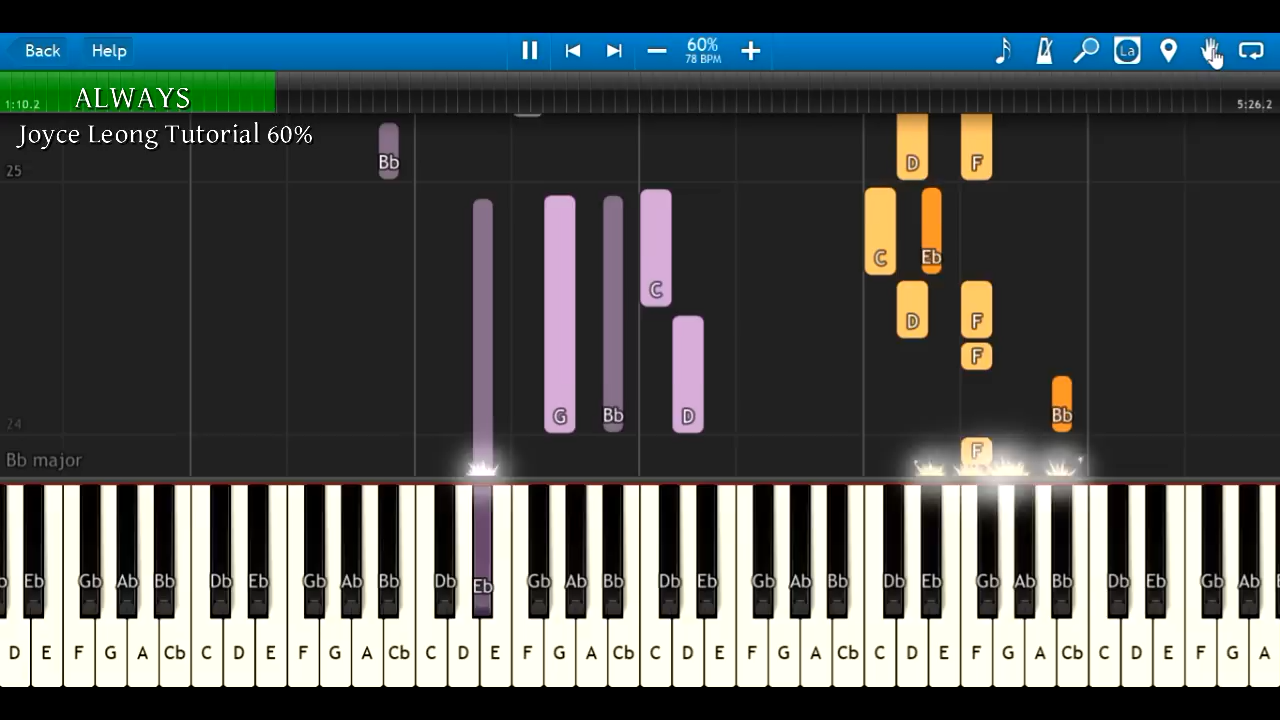 Back Help 60% La
78 BPM
ALWAYS
1:10.2 5:26.2
Joyce Leong Tutorial 60%
Bb D F
25
C Eb
C
D F
F
G Bb D Bb
24
F
Bb major
Eb Gb Ab Bb Db Eb Gb Ab Bb Db Eb Gb Ab Bb Db Eb Gb Ab Bb Db Eb Gb Ab Bb Db Eb Gb Ab
D E F G A Cb C D E F G A Cb C D E F G A Cb C D E F G A Cb C D E F G A Cb C D E F G A